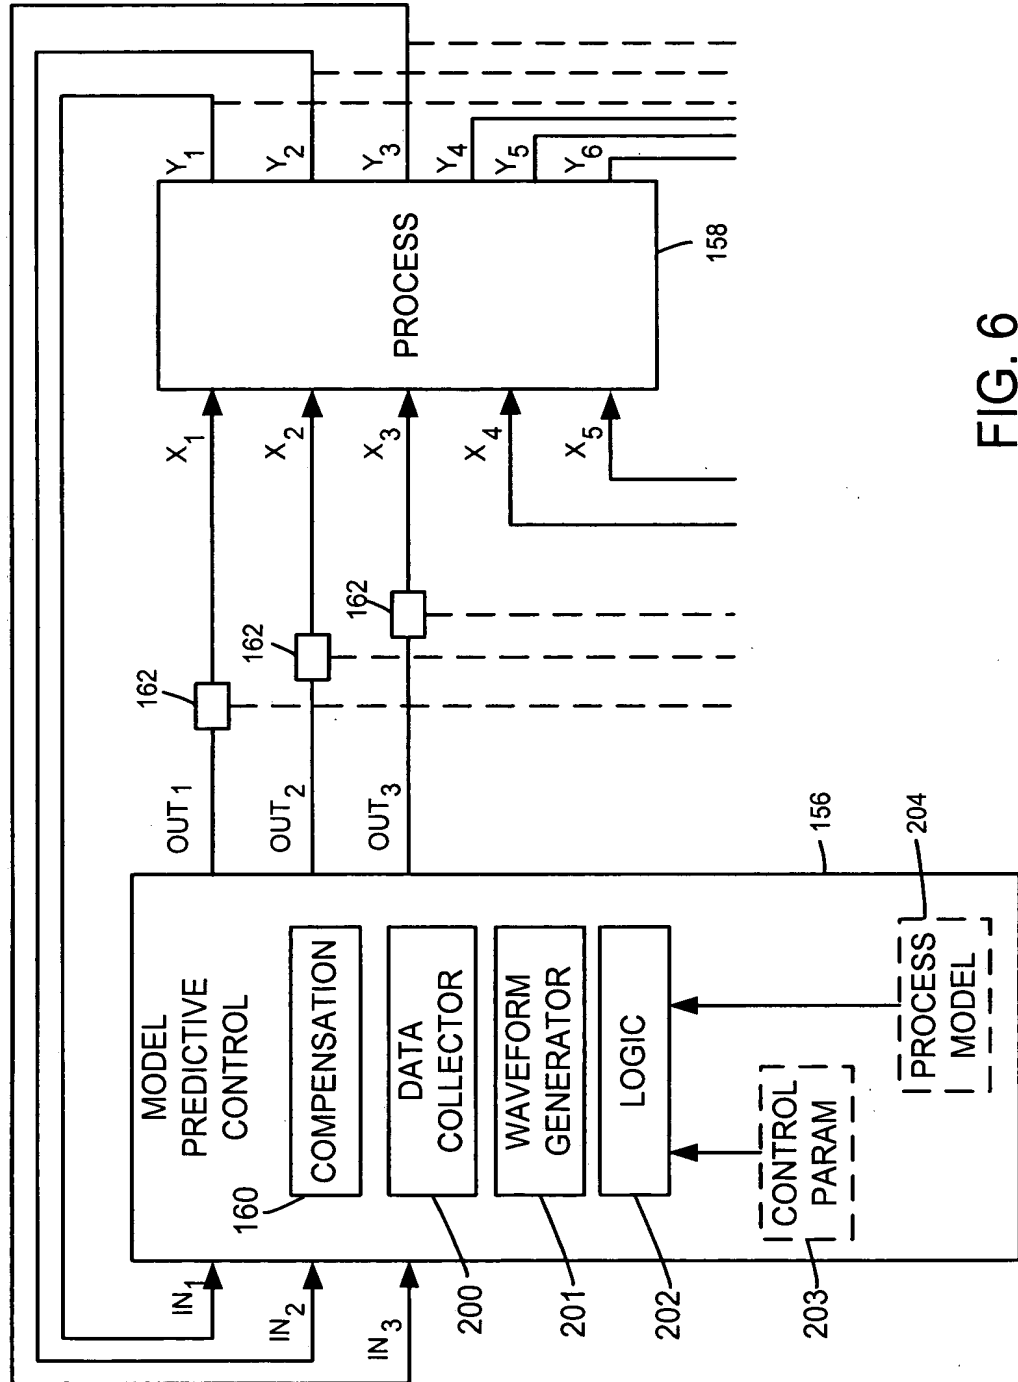 MODEL
PREDICTIVE
CONTROL
160
COMPENSATION
200
DATA
COLLECTOR
201
WAVEFORM
GENERATOR
202
LOGIC
203
CONTROL
PARAM
204
PROCESS
MODEL
156
IN1
IN2
IN3
OUT1
OUT2
OUT3
162
162
162
X1
X2
X3
X4
X5
PROCESS
158
Y1
Y2
Y3
Y4
Y5
Y6
FIG. 6